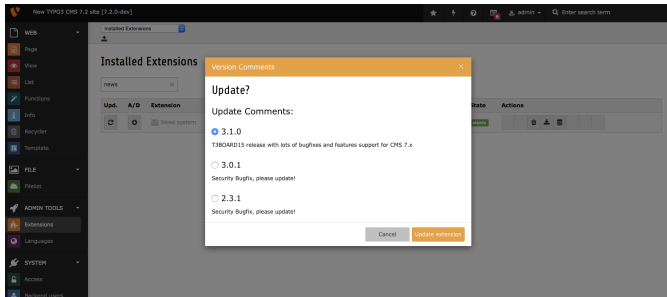 New TYPO3 CMS 7.2 site [7.2.0-dev]
admin
Enter search term
WEB
Page
View
List
Functions
Info
Recycler
Template
FILE
Filelist
ADMIN TOOLS
Extensions
Languages
SYSTEM
Access
Backend users
Installed Extensions
Installed Extensions
news
Upd. A/D Extension State Actions
News system
Version Comments
Update?
Update Comments:
3.1.0
T3BOARD15 release with lots of bugfixes and features support for CMS 7.x
3.0.1
Security Bugfix, please update!
2.3.1
Security Bugfix, please update!
Cancel Update extension